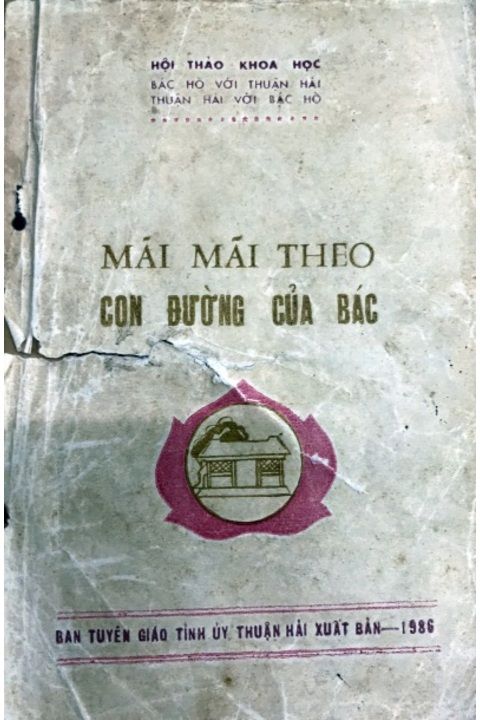 HỘI THẢO KHOA HỌC
BÁC HỒ VỚI THUẬN HẢI
THUẬN HẢI VỚI BÁC HỒ
MÃI MÃI THEO
CON ĐƯỜNG CỦA BÁC
BAN TUYÊN GIÁO TỈNH ỦY THUẬN HẢI XUẤT BẢN—1986